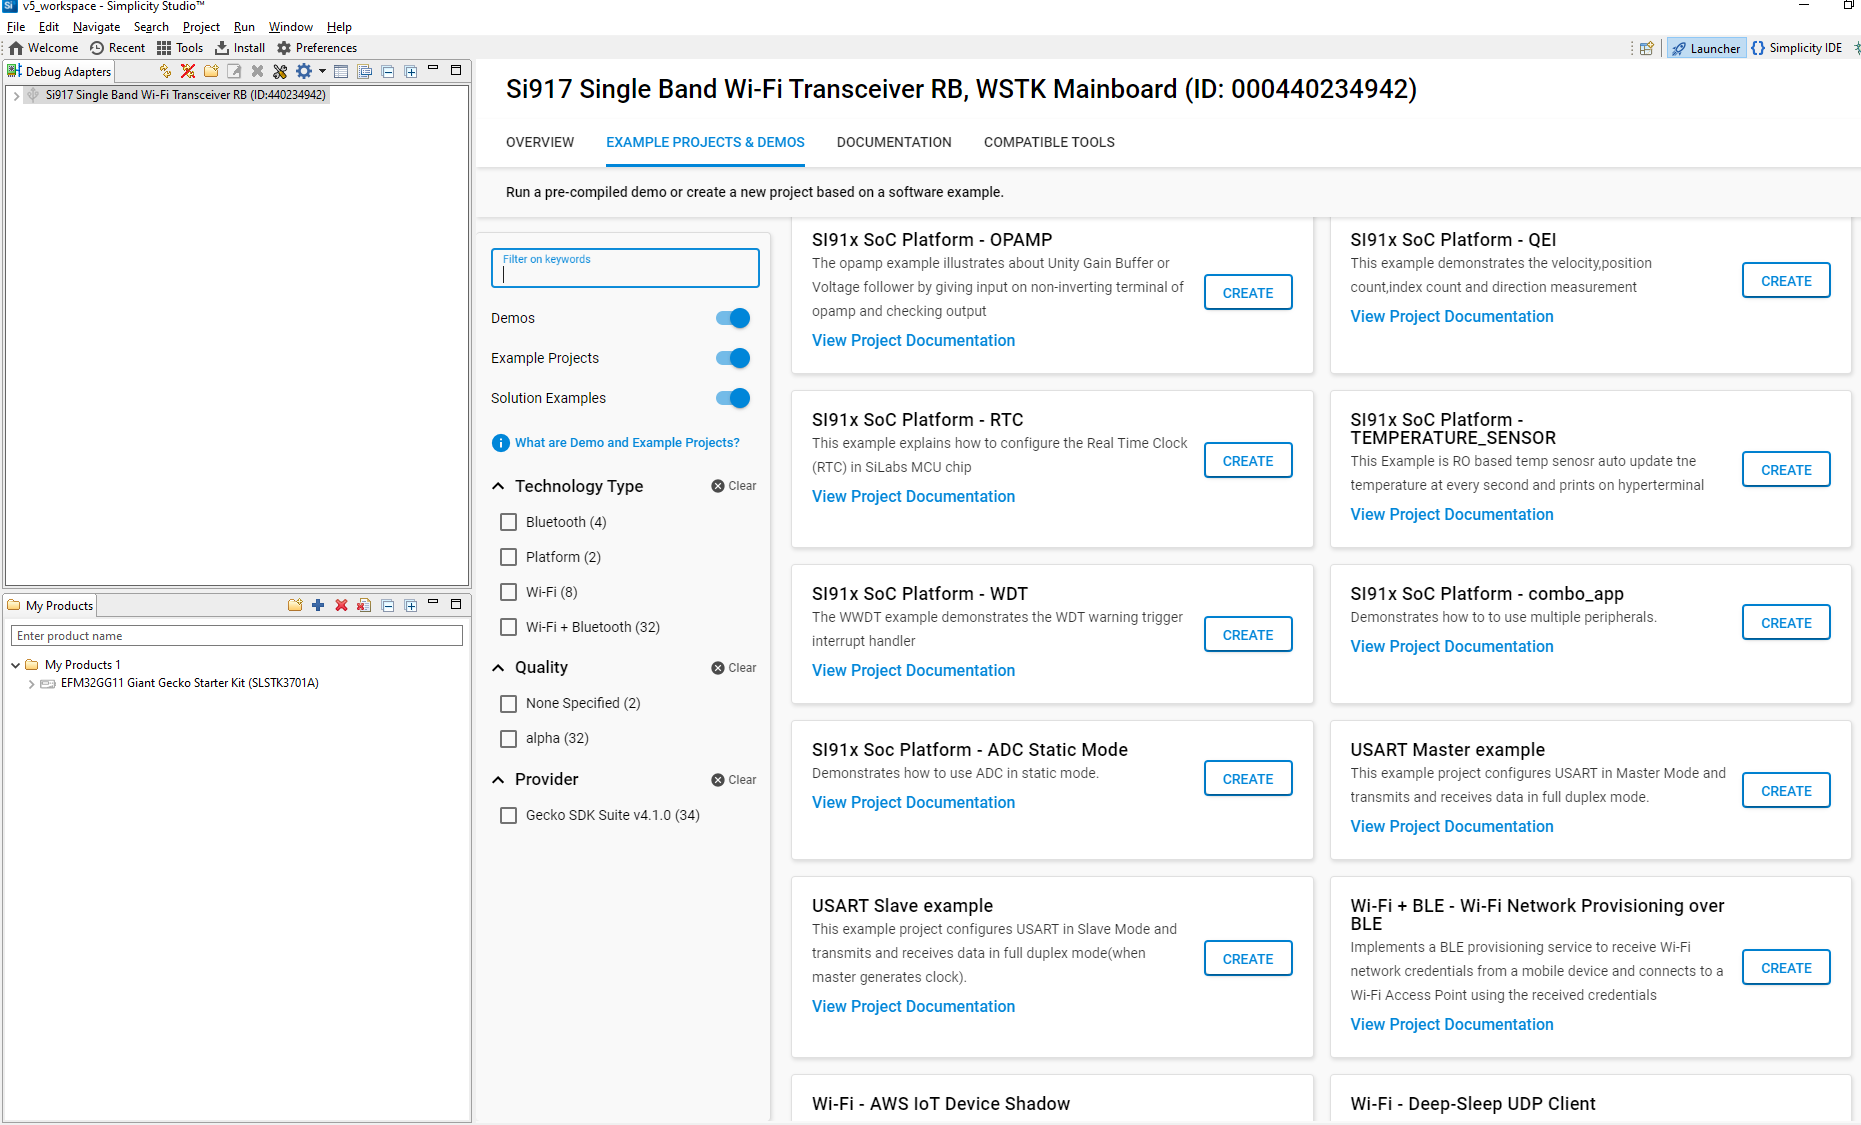 v5_workspace - Simplicity Studio™
File Edit Navigate Search Project Run Window Help
Welcome Recent Tools Install Preferences
Launcher Simplicity IDE
Debug Adapters
Si917 Single Band Wi-Fi Transceiver RB (ID:440234942)
My Products
Enter product name
My Products 1
EFM32GG11 Giant Gecko Starter Kit (SLSTK3701A)
Si917 Single Band Wi-Fi Transceiver RB, WSTK Mainboard (ID: 000440234942)
OVERVIEW EXAMPLE PROJECTS & DEMOS DOCUMENTATION COMPATIBLE TOOLS
Run a pre-compiled demo or create a new project based on a software example.
Filter on keywords
Demos
Example Projects
Solution Examples
What are Demo and Example Projects?
Technology Type Clear
Bluetooth (4)
Platform (2)
Wi-Fi (8)
Wi-Fi + Bluetooth (32)
Quality Clear
None Specified (2)
alpha (32)
Provider Clear
Gecko SDK Suite v4.1.0 (34)
SI91x SoC Platform - OPAMP
The opamp example illustrates about Unity Gain Buffer or
Voltage follower by giving input on non-inverting terminal of
opamp and checking output
View Project Documentation
CREATE
SI91x SoC Platform - QEI
This example demonstrates the velocity,position
count,index count and direction measurement
View Project Documentation
CREATE
SI91x SoC Platform - RTC
This example explains how to configure the Real Time Clock
(RTC) in SiLabs MCU chip
View Project Documentation
CREATE
SI91x SoC Platform -
TEMPERATURE_SENSOR
This Example is RO based temp senosr auto update tne
temperature at every second and prints on hyperterminal
View Project Documentation
CREATE
SI91x SoC Platform - WDT
The WWDT example demonstrates the WDT warning trigger
interrupt handler
View Project Documentation
CREATE
SI91x SoC Platform - combo_app
Demonstrates how to to use multiple peripherals.
View Project Documentation
CREATE
SI91x Soc Platform - ADC Static Mode
Demonstrates how to use ADC in static mode.
View Project Documentation
CREATE
USART Master example
This example project configures USART in Master Mode and
transmits and receives data in full duplex mode.
View Project Documentation
CREATE
USART Slave example
This example project configures USART in Slave Mode and
transmits and receives data in full duplex mode(when
master generates clock).
View Project Documentation
CREATE
Wi-Fi + BLE - Wi-Fi Network Provisioning over
BLE
Implements a BLE provisioning service to receive Wi-Fi
network credentials from a mobile device and connects to a
Wi-Fi Access Point using the received credentials
View Project Documentation
CREATE
Wi-Fi - AWS IoT Device Shadow
Wi-Fi - Deep-Sleep UDP Client